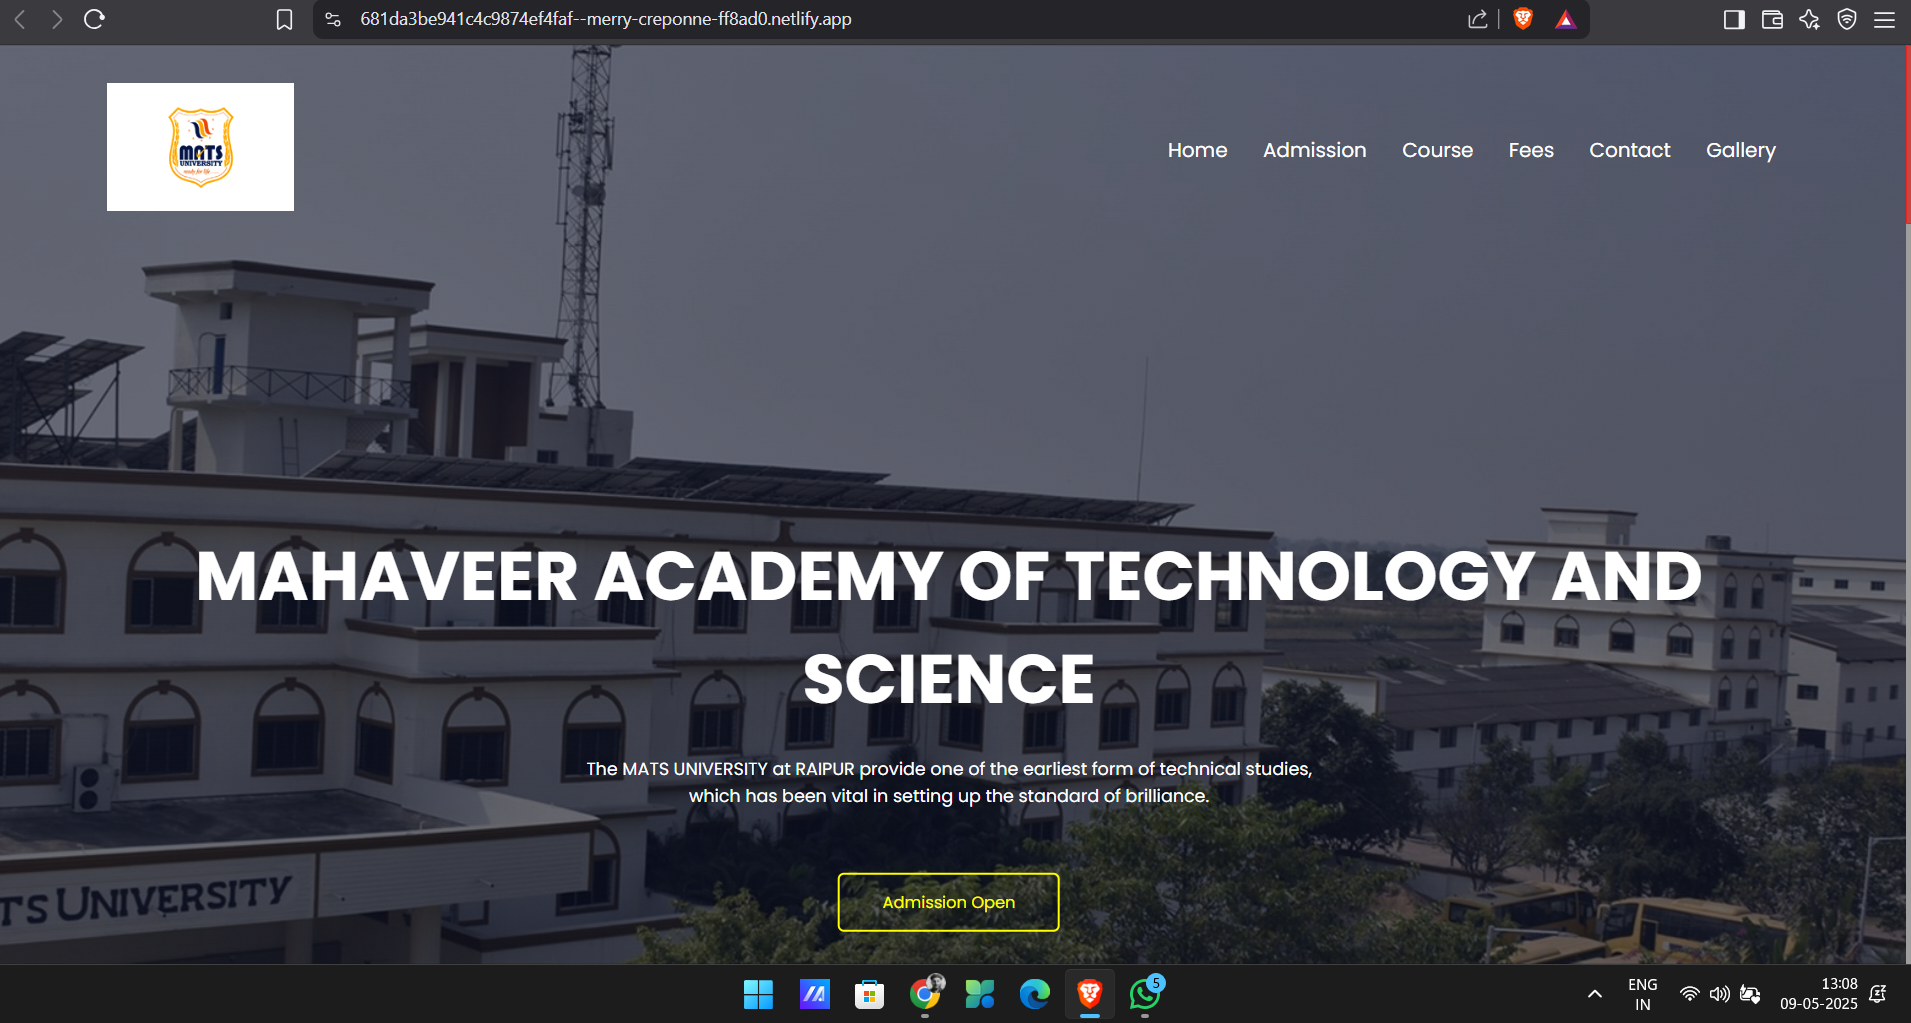 681da3be941c4c9874ef4faf--merry-creponne-ff8ad0.netlify.app
MATS
UNIVERSITY
ready for life...
Home Admission Course Fees Contact Gallery
MAHAVEER ACADEMY OF TECHNOLOGY AND
SCIENCE
The MATS UNIVERSITY at RAIPUR provide one of the earliest form of technical studies,
which has been vital in setting up the standard of brilliance.
TS UNIVERSITY
Admission Open
5
ENG
IN
13:08
09-05-2025